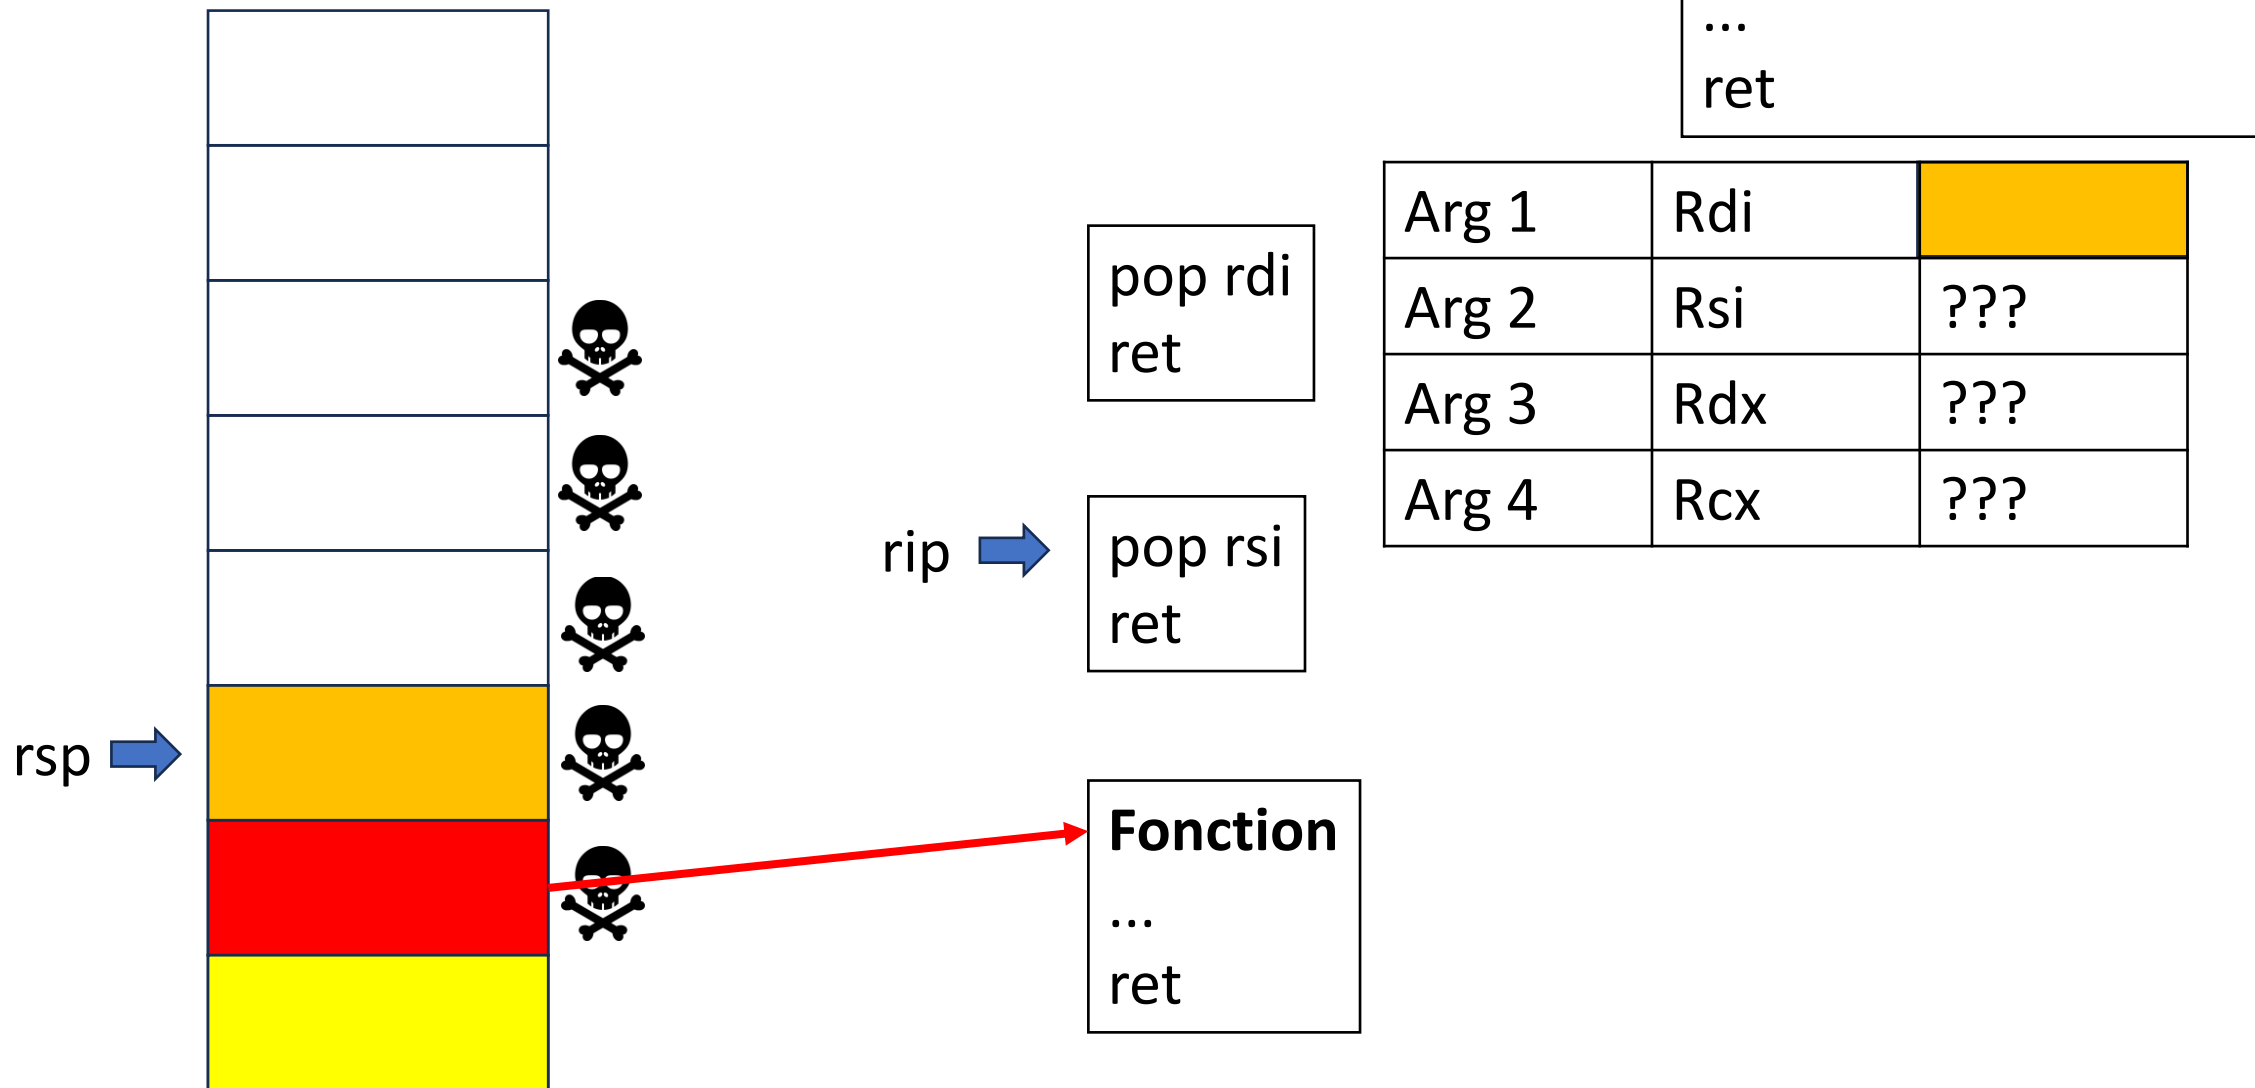 ...
ret
Arg 1 Rdi
pop rdi
ret
Arg 2 Rsi ???
Arg 3 Rdx ???
Arg 4 Rcx ???
rip
pop rsi
ret
rsp
Fonction
...
ret